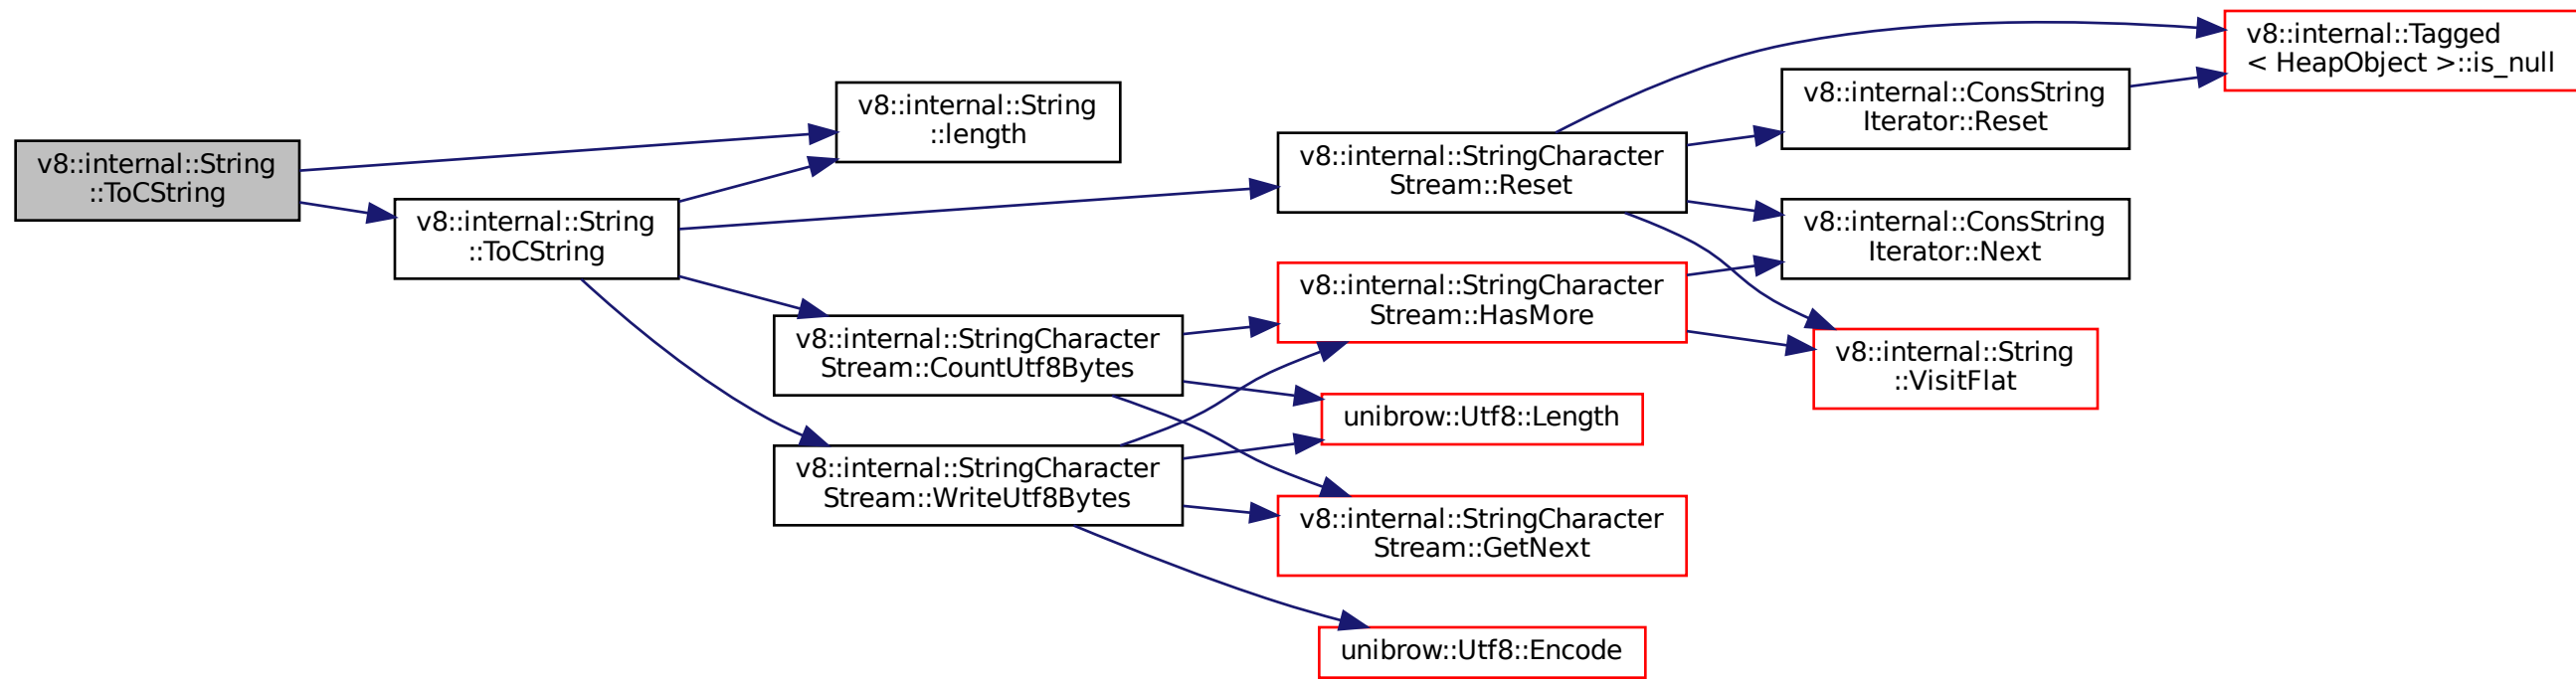 v8::internal::String
::ToCString
v8::internal::String
::ToCString
v8::internal::String
::length
v8::internal::StringCharacter
Stream::CountUtf8Bytes
v8::internal::StringCharacter
Stream::WriteUtf8Bytes
v8::internal::StringCharacter
Stream::Reset
v8::internal::StringCharacter
Stream::HasMore
unibrow::Utf8::Length
v8::internal::StringCharacter
Stream::GetNext
unibrow::Utf8::Encode
v8::internal::ConsString
Iterator::Reset
v8::internal::ConsString
Iterator::Next
v8::internal::String
::VisitFlat
v8::internal::Tagged
< HeapObject >::is_null